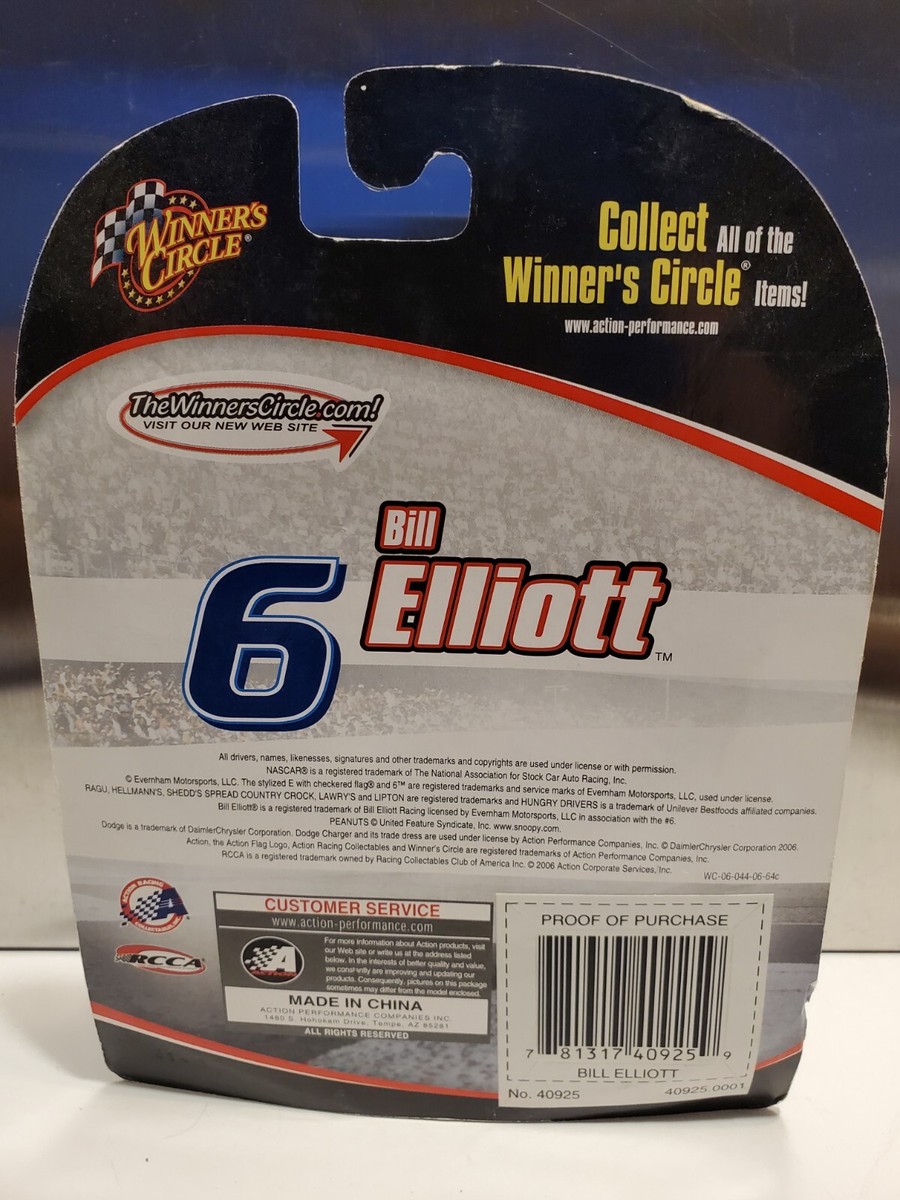 WINNER'S
CIRCLE®
Collect All of the
Winner's Circle® Items!
www.action-performance.com
TheWinnersCircle.com!
VISIT OUR NEW WEB SITE
Bill
6 Elliott™
All drivers, names, likenesses, signatures and other trademarks and copyrights are used under license or with permission.
NASCAR® is a registered trademark of The National Association for Stock Car Auto Racing, Inc.
© Evernham Motorsports, LLC. The stylized E with checkered flag® and 6™ are registered trademarks and service marks of Evernham Motorsports, LLC, used under license.
RAGU, HELLMANN'S, SHEDD'S SPREAD COUNTRY CROCK, LAWRY'S and LIPTON are registered trademarks and HUNGRY DRIVERS is a trademark of Unilever Bestfoods affiliated companies.
Bill Elliott® is a registered trademark of Bill Elliott Racing licensed by Evernham Motorsports, LLC in association with the #6.
PEANUTS © United Feature Syndicate, Inc. www.snoopy.com.
Dodge is a trademark of DaimlerChrysler Corporation. Dodge Charger and its trade dress are used under license by Action Performance Companies, Inc. © DaimlerChrysler Corporation 2006.
Action, the Action Flag Logo, Action Racing Collectables and Winner's Circle are registered trademarks of Action Performance Companies, Inc.
RCCA is a registered trademark owned by Racing Collectables Club of America Inc. © 2006 Action Corporate Services, Inc.
WC-06-044-06-64c
ACTION RACING
COLLECTABLES
RCCA
CUSTOMER SERVICE
www.action-performance.com
For more information about Action products, visit
our Web site or write us at the address listed
below. In the interests of better quality and value,
we constantly are improving and updating our
products. Consequently, pictures on this package
sometimes may differ from the model enclosed.
ACTION
MADE IN CHINA
ACTION PERFORMANCE COMPANIES INC.
1480 S. Hohokam Drive, Tempe, AZ 85281
ALL RIGHTS RESERVED
PROOF OF PURCHASE
7 81317 40925 9
BILL ELLIOTT
No. 40925 40925.0001